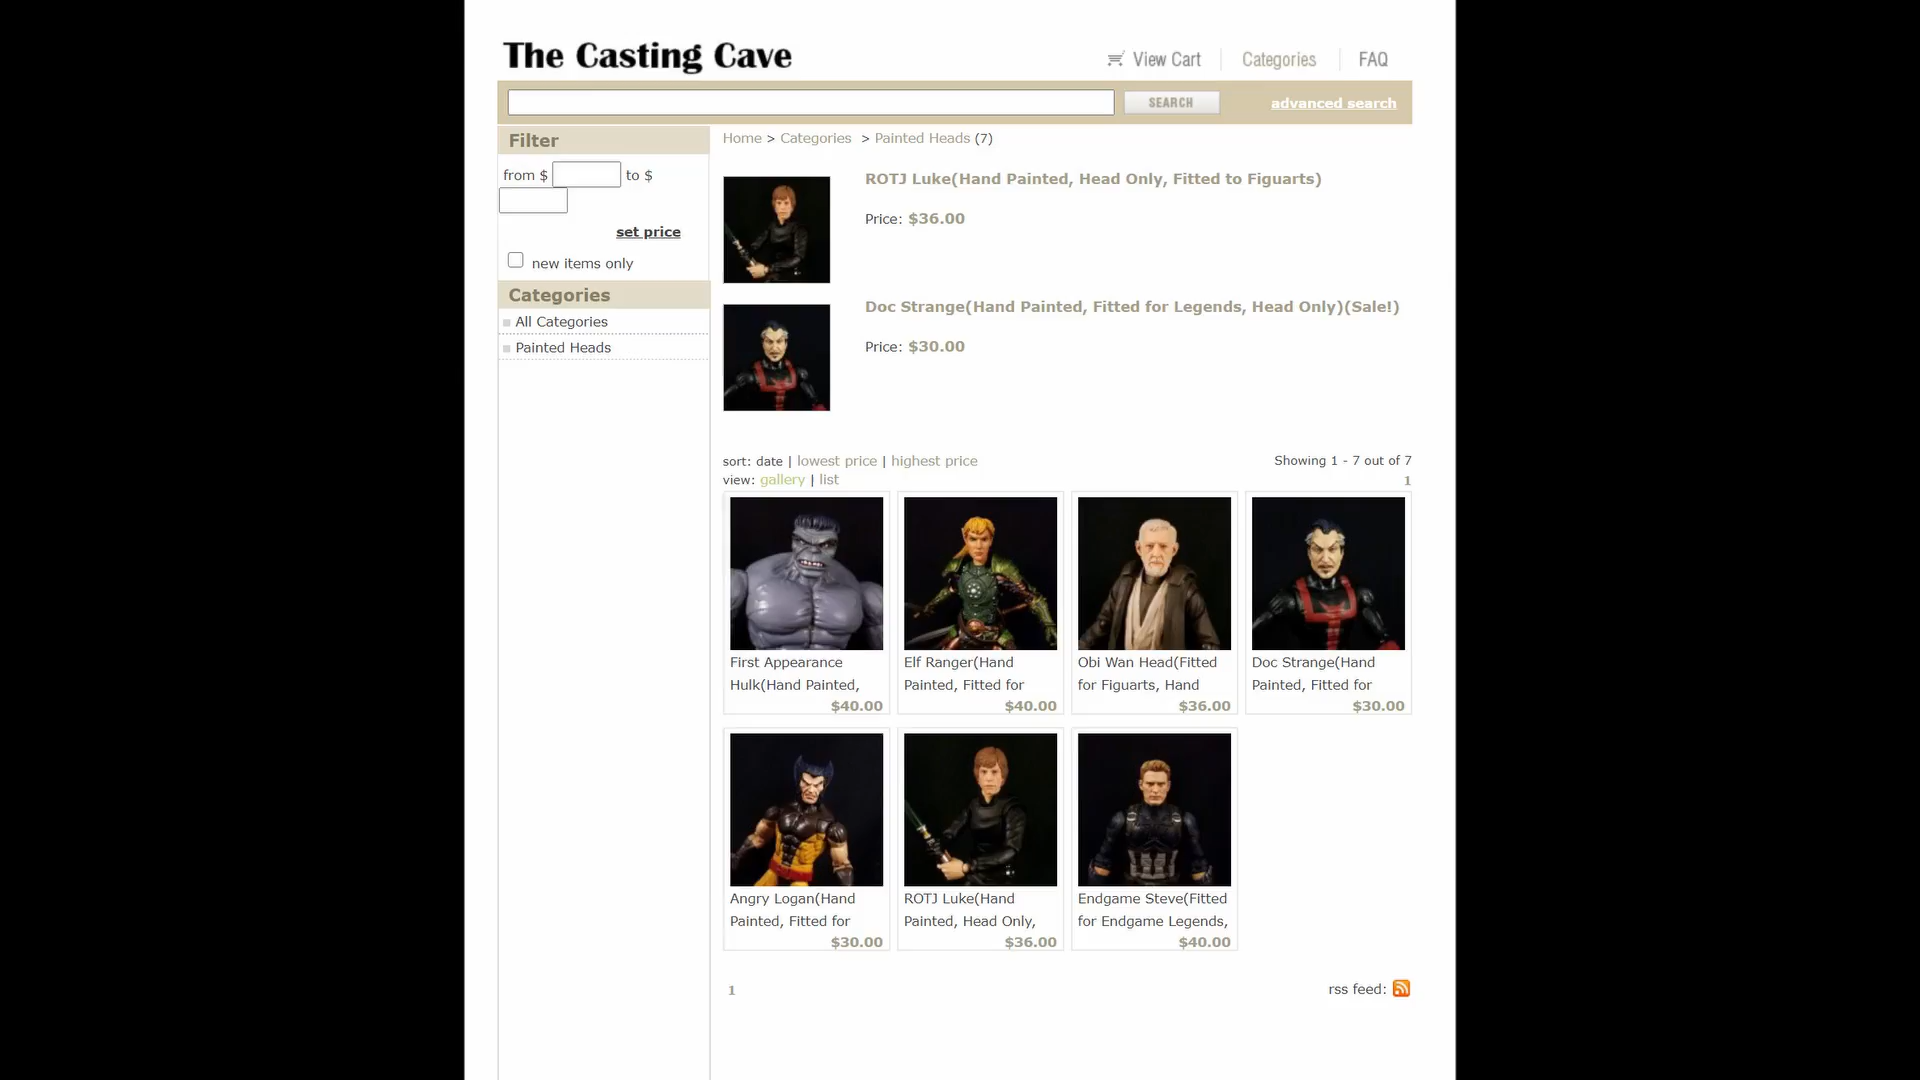 The Casting Cave
View Cart
Categories
FAQ
SEARCH
advanced search
Filter
from $ to $
set price
new items only
Categories
All Categories
Painted Heads
Home > Categories > Painted Heads (7)
ROTJ Luke(Hand Painted, Head Only, Fitted to Figuarts)
Price: $36.00
Doc Strange(Hand Painted, Fitted for Legends, Head Only)(Sale!)
Price: $30.00
sort: date | lowest price | highest price
Showing 1 - 7 out of 7
view: gallery | list
1
First Appearance
Hulk(Hand Painted,
$40.00
Elf Ranger(Hand
Painted, Fitted for
$40.00
Obi Wan Head(Fitted
for Figuarts, Hand
$36.00
Doc Strange(Hand
Painted, Fitted for
$30.00
Angry Logan(Hand
Painted, Fitted for
$30.00
ROTJ Luke(Hand
Painted, Head Only,
$36.00
Endgame Steve(Fitted
for Endgame Legends,
$40.00
1
rss feed: